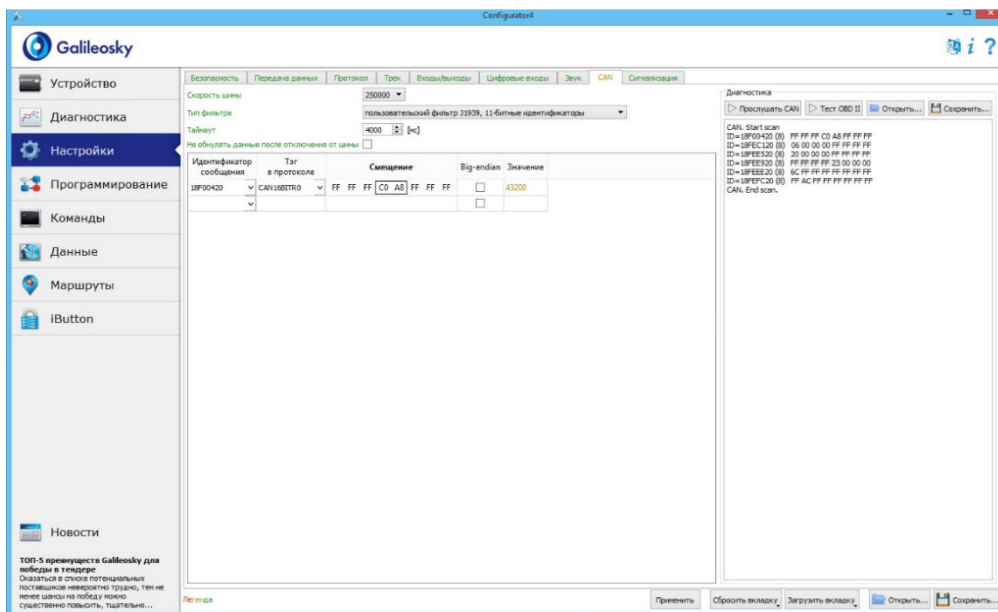 Configurator4
Galileosky
Устройство
Диагностика
Настройки
Программирование
Команды
Данные
Маршруты
iButton
Новости
ТОП-5 преимуществ Galileosky для
победы в тендере
Оказаться в списке потенциальных
поставщиков невероятно трудно, тем не
менее шансы на победу можно
существенно повысить, тщательно...
Безопасность Передача данных Протокол Трек Входы/выходы Цифровые входы Звук CAN Сигнализация
Скорость шины 250000
Тип фильтра пользовательский фильтр J1939, 11-битные идентификаторы
Таймаут 4000 [мс]
Не обнулять данные после отключения от шины
Идентификатор сообщения Тэг в протоколе Смещение Big-endian Значение
18F00420 CAN16BITR0 FF FF FF C0 A8 FF FF FF 43200
Диагностика
Прослушать CAN Тест OBD II Открыть... Сохранить...
CAN. Start scan
ID=18F00420 (8) FF FF FF C0 A8 FF FF FF
ID=18FEC120 (8) 06 00 00 00 FF FF FF FF
ID=18FEE520 (8) 20 00 00 00 FF FF FF FF
ID=18FEE920 (8) FF FF FF FF 23 00 00 00
ID=18FEEE20 (8) 6C FF FF FF FF FF FF FF
ID=18FEFC20 (8) FF AC FF FF FF FF FF FF
CAN. End scan.
Легенда Применить Сбросить вкладку Загрузить вкладку Открыть... Сохранить...